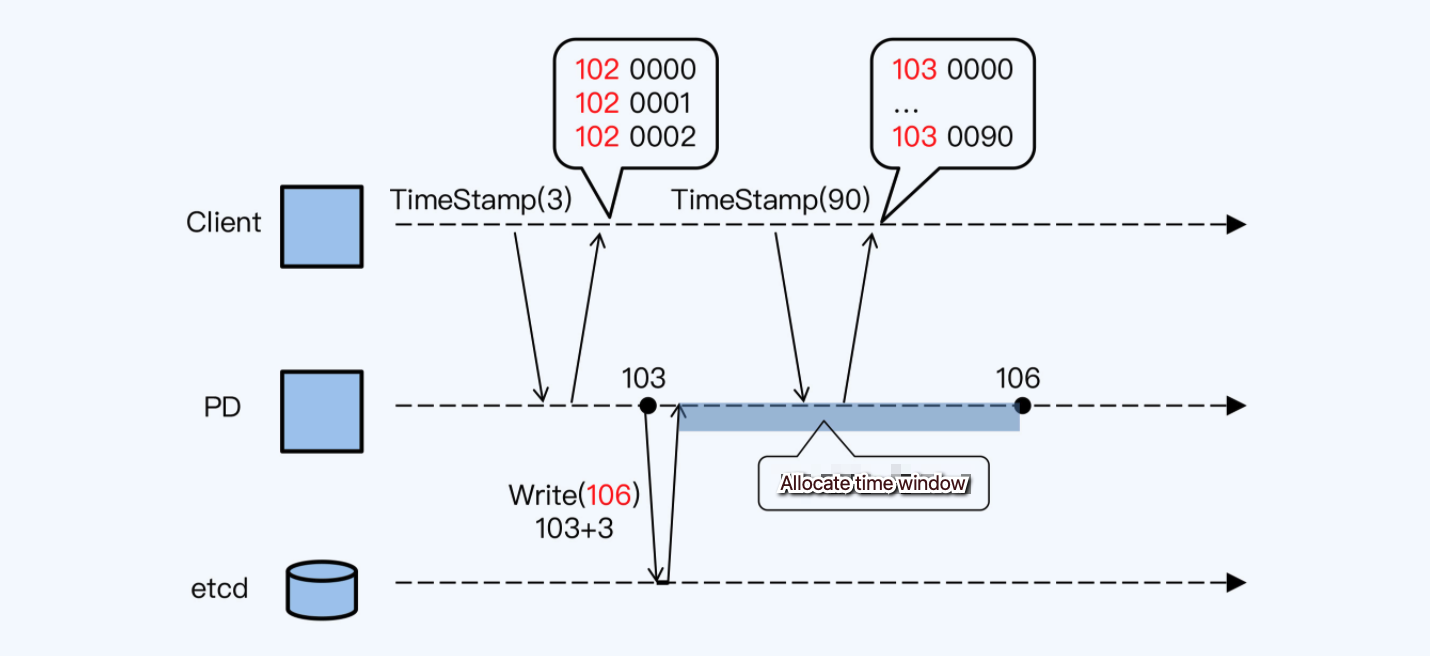 102 0000
102 0001
102 0002
103 0000
...
103 0090
TimeStamp(3)
TimeStamp(90)
Client
103
106
PD
Allocate time window
Write(106)
103+3
etcd